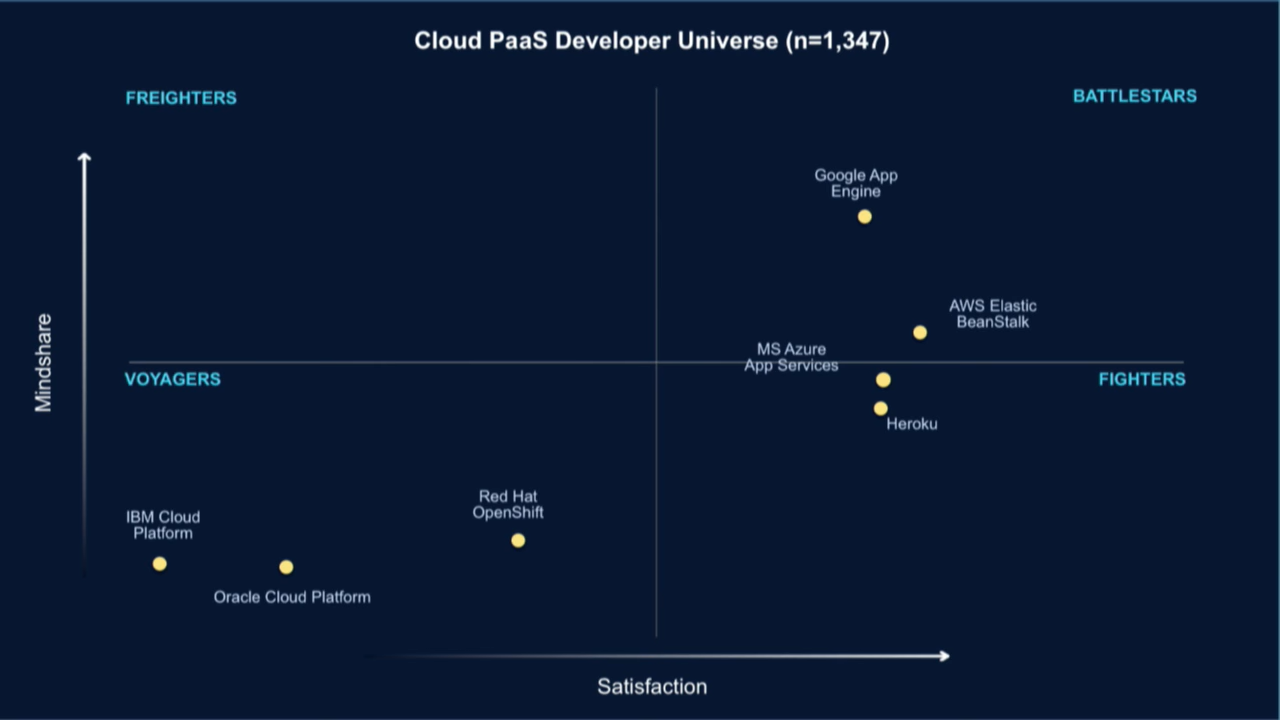 Cloud PaaS Developer Universe (n=1,347)
FREIGHTERS
BATTLESTARS
Google App
Engine
AWS Elastic
BeanStalk
MS Azure
App Services
Mindshare
VOYAGERS
FIGHTERS
Heroku
Red Hat
OpenShift
IBM Cloud
Platform
Oracle Cloud Platform
Satisfaction